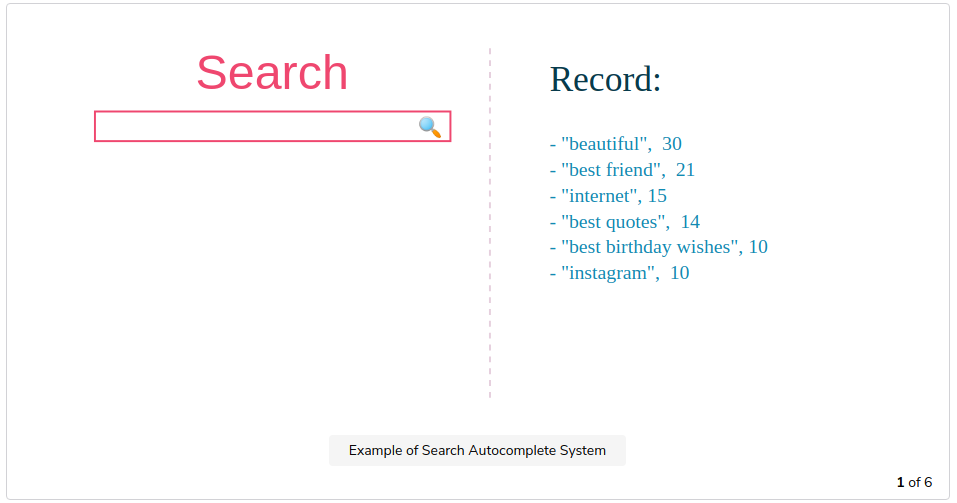 Search
Record:
- "beautiful", 30
- "best friend", 21
- "internet", 15
- "best quotes", 14
- "best birthday wishes", 10
- "instagram", 10
Example of Search Autocomplete System
1 of 6